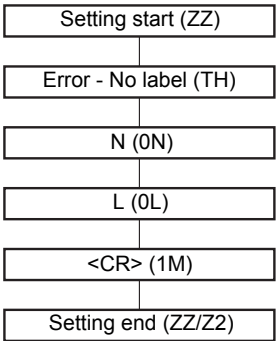 Setting start (ZZ)
Error - No label (TH)
N (0N)
L (0L)
<CR> (1M)
Setting end (ZZ/Z2)